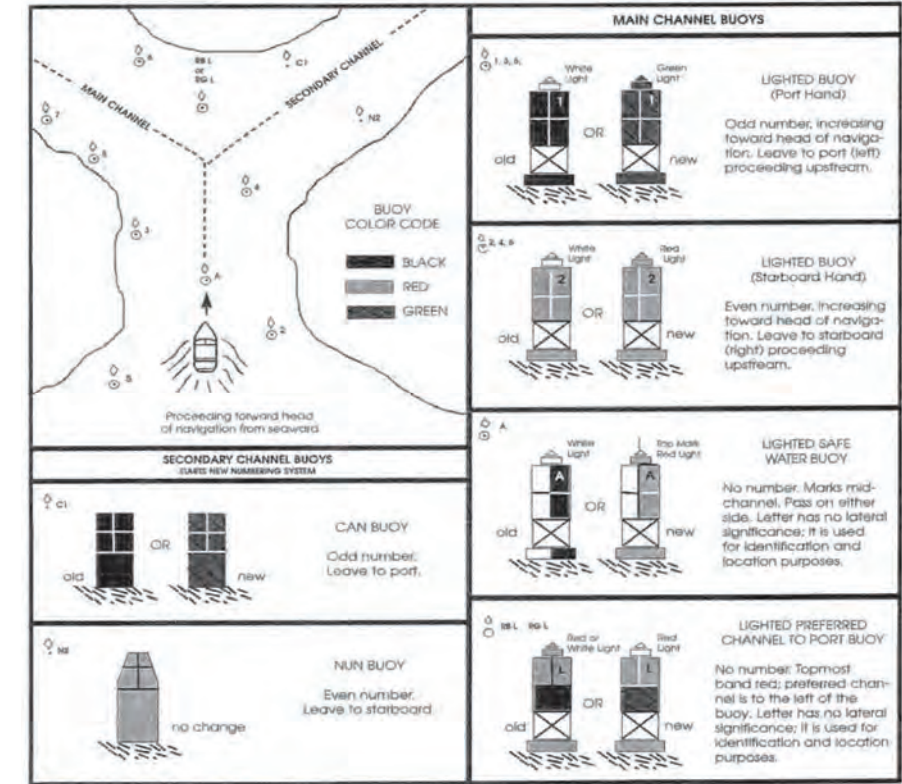 6
RB L
or
RG L
C1
MAIN CHANNEL
SECONDARY CHANNEL
7
N2
5
4
3
A
2
BUOY
COLOR CODE
BLACK
RED
GREEN
Proceeding toward head
of navigation from seaward
SECONDARY CHANNEL BUOYS
STARTS NEW NUMBERING SYSTEM
C1
OR
old
new
CAN BUOY
Odd number.
Leave to port.
N2
no change
NUN BUOY
Even number.
Leave to starboard
MAIN CHANNEL BUOYS
1, 3, 5,
White
Light
Green
Light
1
1
OR
old
new
LIGHTED BUOY
(Port Hand)
Odd number, increasing
toward head of naviga-
tion. Leave to port (left)
proceeding upstream.
2, 4, 6
White
Light
Red
Light
2
2
OR
old
new
LIGHTED BUOY
(Starboard Hand)
Even number, increasing
toward head of naviga-
tion. Leave to starboard
(right) proceeding
upstream.
A
White
Light
Top Mark
Red Light
A
A
OR
old
new
LIGHTED SAFE
WATER BUOY
No number. Marks mid-
channel. Pass on either
side. Letter has no lateral
significance; it is used
for identification and
location purposes.
RB L RG L
Red or
White Light
Red
Light
L
L
OR
old
new
LIGHTED PREFERRED
CHANNEL TO PORT BUOY
No number. Topmost
band red; preferred chan-
nel is to the left of the
buoy. Letter has no lateral
significance; it is used for
identification and location
purposes.